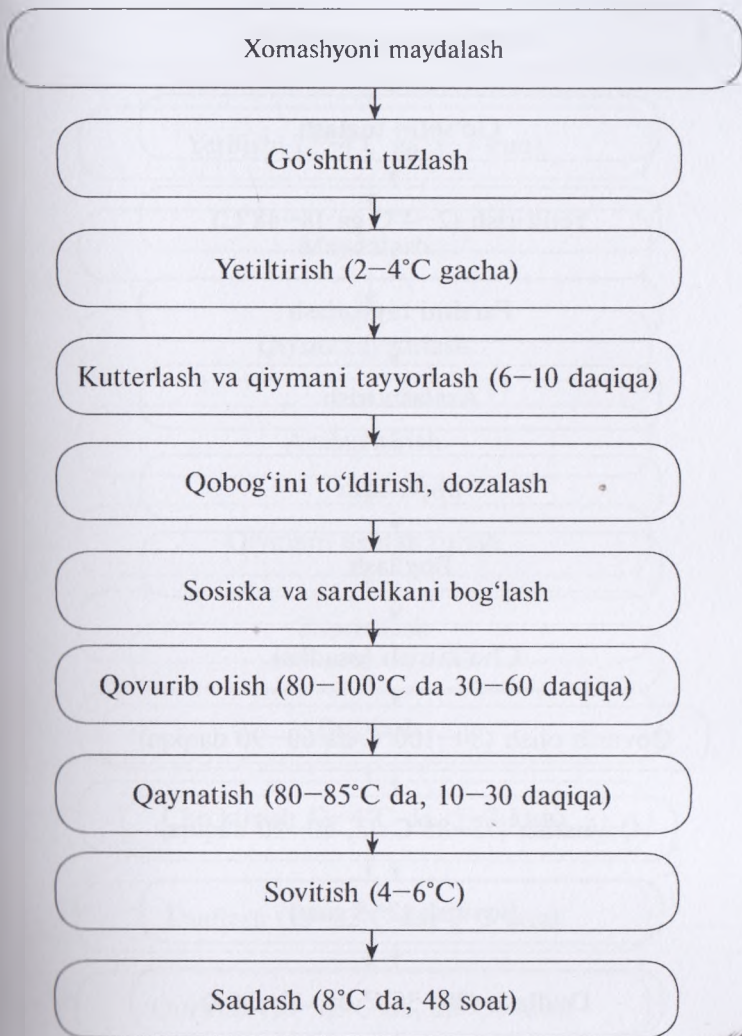 Xomashyoni maydalash
Go‘shtni tuzlash
Yetiltirish (2—4°C gacha)
Kutterlash va qiymani tayyorlash (6—10 daqiqa)
Qobog‘ini to‘ldirish, dozalash
Sosiska va sardelkani bog‘lash
Qovurib olish (80—100°C da 30—60 daqiqa)
Qaynatish (80—85°C da, 10—30 daqiqa)
Sovitish (4—6°C)
Saqlash (8°C da, 48 soat)